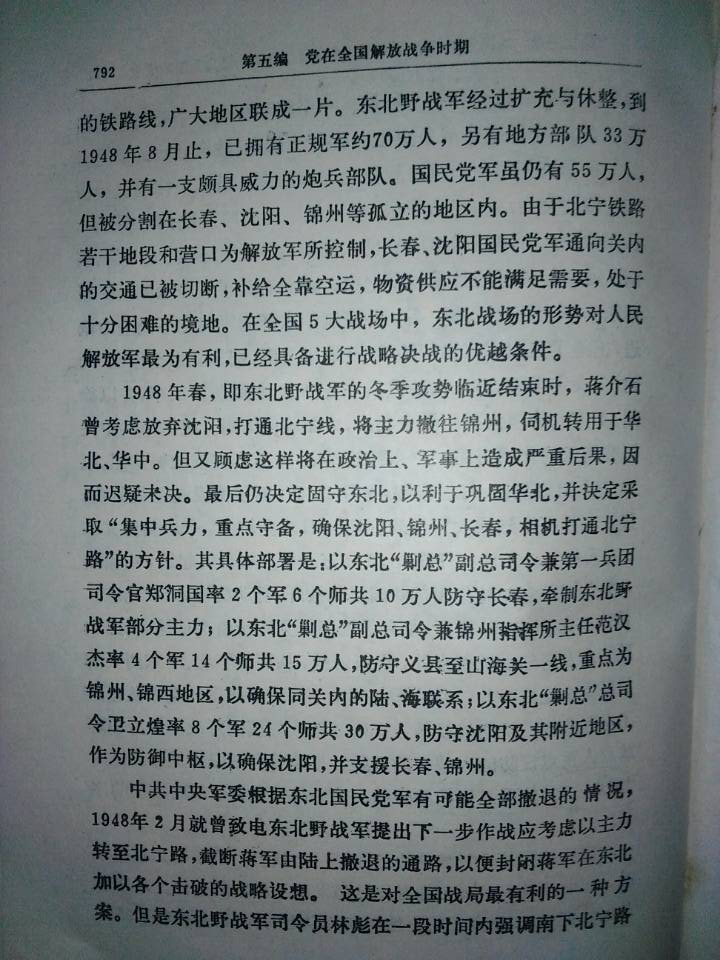 792
第五编 党在全国解放战争时期
的铁路线,广大地区联成一片。东北野战军经过扩充与休整,到
1948年8月止，已拥有正规军约70万人，另有地方部队33万
人，并有一支颇具威力的炮兵部队。国民党军虽仍有55万人,
但被分割在长春、沈阳、锦州等孤立的地区内。由于北宁铁路
若干地段和营口为解放军所控制,长春、沈阳国民党军通向关内
的交通已被切断,补给全靠空运，物资供应不能满足需要，处于
十分困难的境地。在全国5大战场中，东北战场的形势对人民
解放军最为有利,已经具备进行战略决战的优越条件。
1948年春，即东北野战军的冬季攻势临近结束时，蒋介石
曾考虑放弃沈阳,打通北宁线，将主力撤往锦州，伺机转用于华
北、华中。但又顾虑这样将在政治上、军事上造成严重后果，因
而迟疑未决。最后仍决定固守东北,以利于巩固华北,并决定采
取“集中兵力，重点守备，确保沈阳、锦州、长春，相机打通北宁
路”的方针。其具体部署是:以东北“剿总”副总司令兼第一兵团
司令官郑洞国率2个军6个师共10万人防守长春,牵制东北野
战军部分主力；以东北“剿总”副总司令兼锦州指挥所主任范汉
杰率4个军14个师共15万人,防守义县至山海关一线,重点为
锦州、锦西地区,以确保同关内的陆、海联系;以东北“剿总”总司
令卫立煌率8个军24个师共30万人,防守沈阳及其附近地区,
作为防御中枢,以确保沈阳,并支援长春、锦州。
中共中央军委根据东北国民党军有可能全部撤退的情况，
1948年2月就曾致电东北野战军提出下一步作战应考虑以主力
转至北宁路，截断蒋军由陆上撤退的通路，以便封闭蒋军在东北
加以各个击破的战略设想。这是对全国战局最有利的一种方
案。但是东北野战军司令员林彪在一段时间内强调南下北宁路